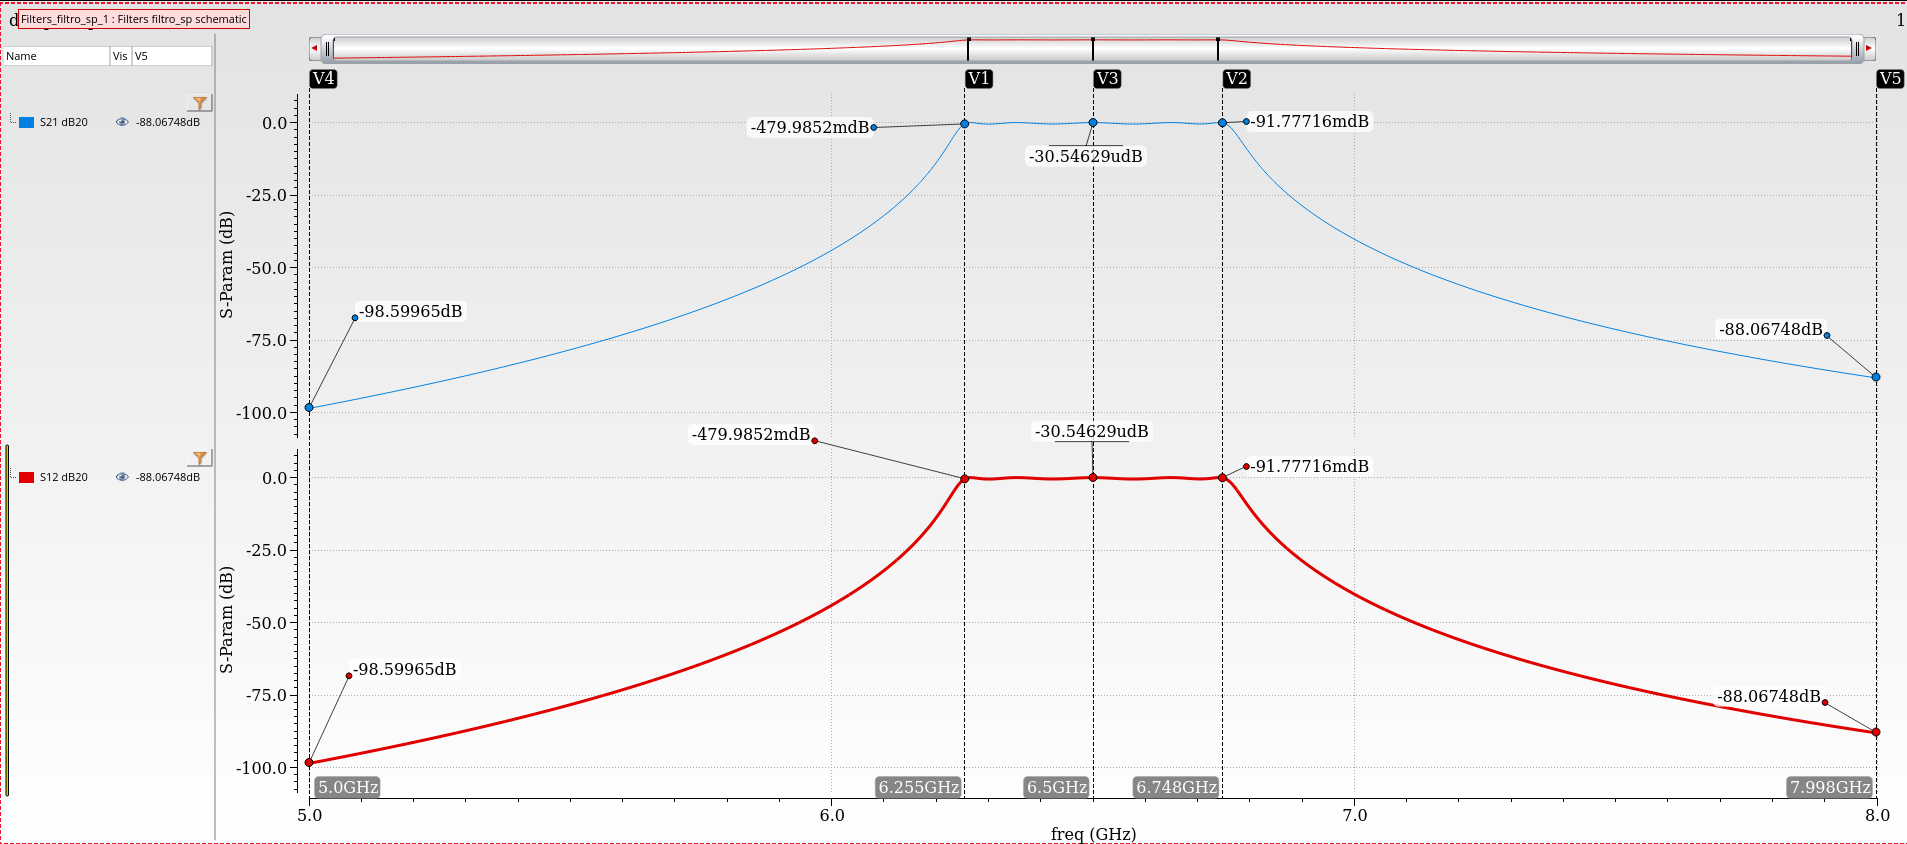 d
Filters_filtro_sp_1 : Filters filtro_sp schematic
1
Name Vis V5
V4 V1 V3 V2 V5
S21 dB20 -88.06748dB
S-Param (dB)
0.0
-25.0
-50.0
-75.0
-100.0
-479.9852mdB
-30.54629udB
-91.77716mdB
-98.59965dB
-88.06748dB
S12 dB20 -88.06748dB
S-Param (dB)
0.0
-25.0
-50.0
-75.0
-100.0
-479.9852mdB
-30.54629udB
-91.77716mdB
-98.59965dB
-88.06748dB
5.0GHz 6.255GHz 6.5GHz 6.748GHz 7.998GHz
5.0 6.0 7.0 8.0
freq (GHz)